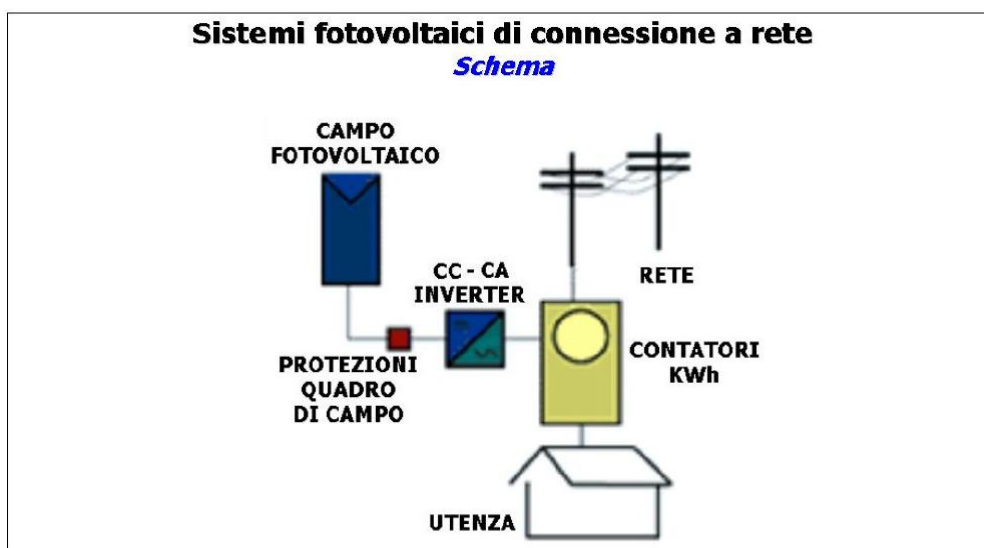 Sistemi fotovoltaici di connessione a rete
Schema
CAMPO
FOTOVOLTAICO
CC - CA
INVERTER
RETE
PROTEZIONI
QUADRO
DI CAMPO
CONTATORI
KWh
UTENZA